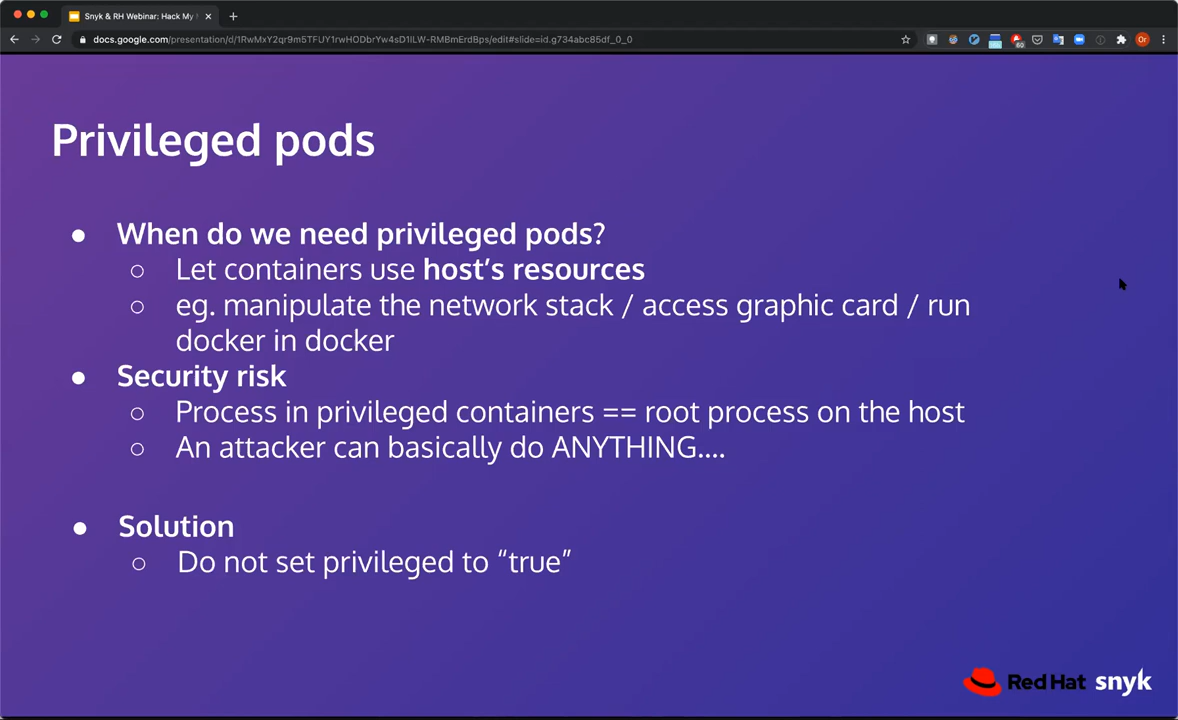 Snyk & RH Webinar: Hack My
docs.google.com/presentation/d/1RwMxY2qr9m5TFUY1rwHODbrYw4sD1ILW-RMBmErdBps/edit#slide=id.g734abc85df_0_0
60
Or
Privileged pods
● When do we need privileged pods?
○ Let containers use host's resources
○ eg. manipulate the network stack / access graphic card / run
docker in docker
● Security risk
○ Process in privileged containers == root process on the host
○ An attacker can basically do ANYTHING....
● Solution
○ Do not set privileged to “true”
Red Hat snyk